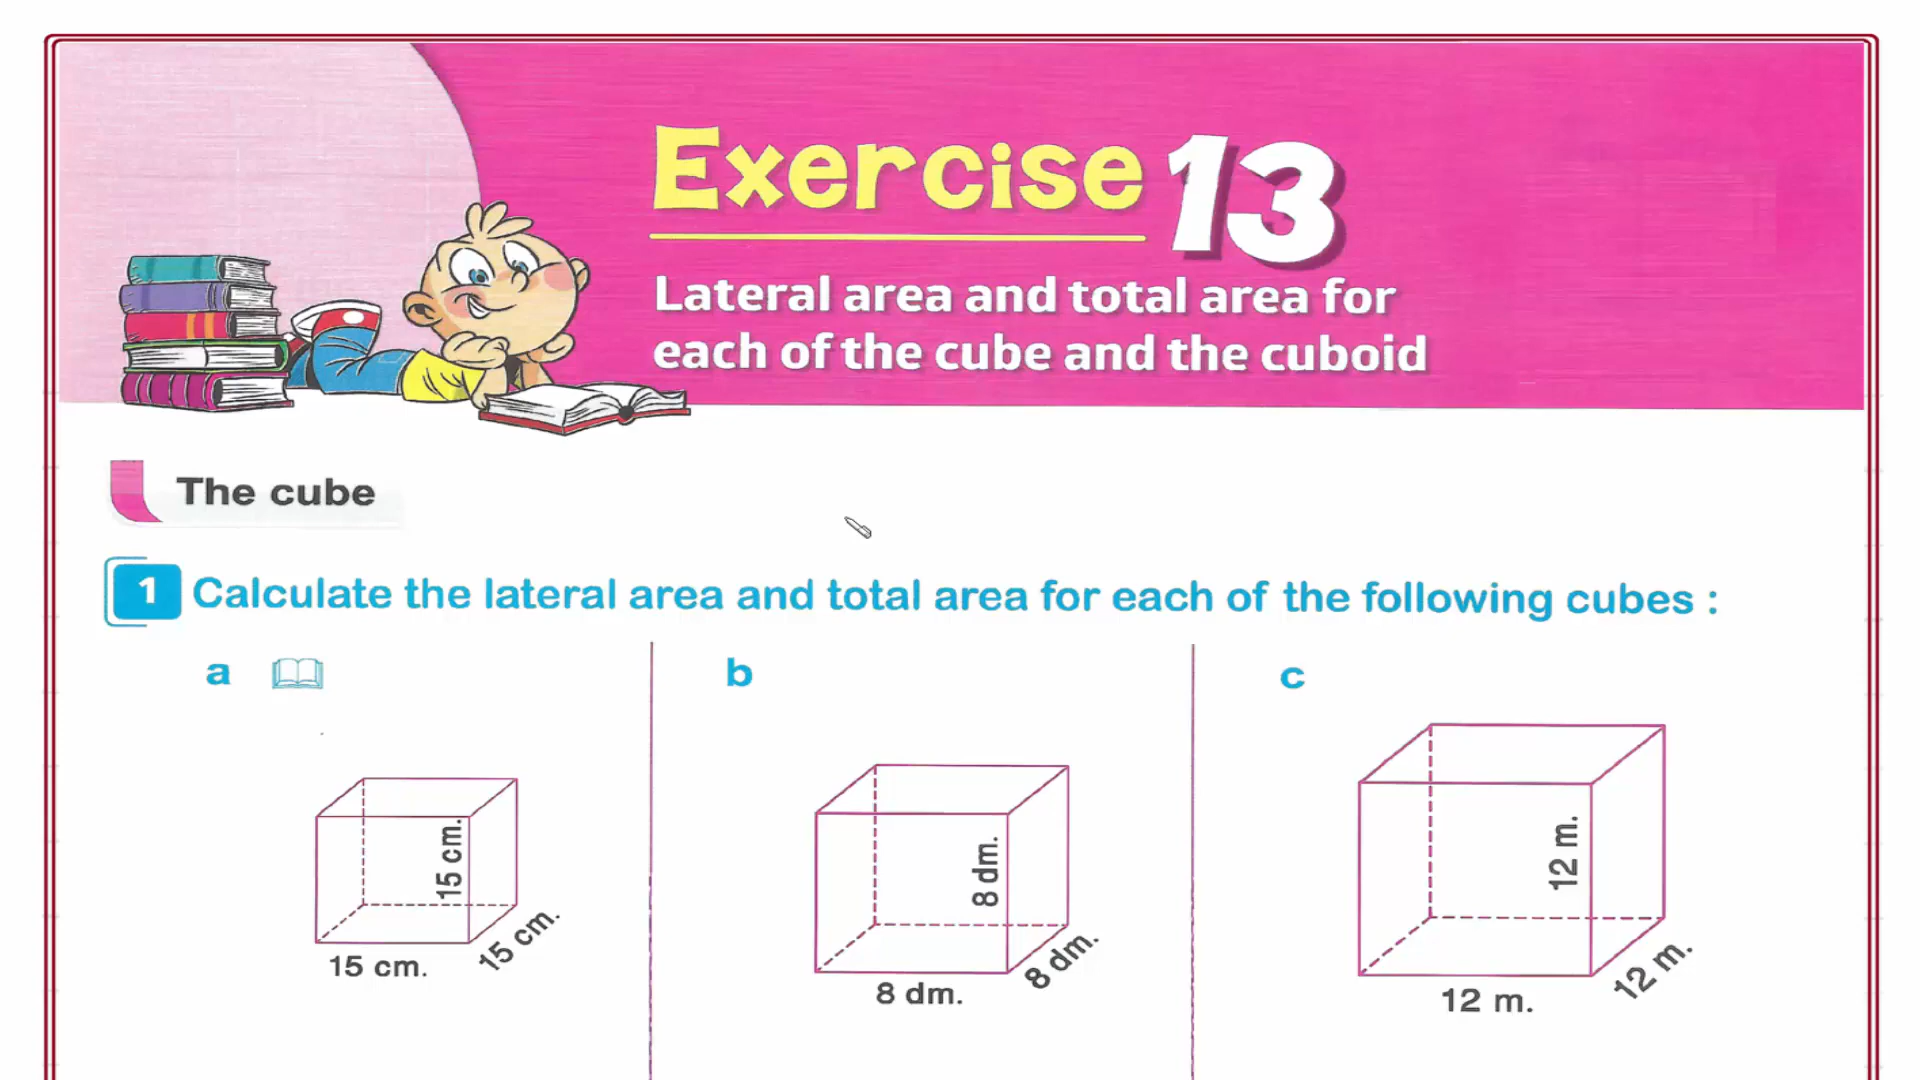 Exercise 13
Lateral area and total area for
each of the cube and the cuboid
The cube
1 Calculate the lateral area and total area for each of the following cubes :
a
b
c
15 cm.
15 cm.
15 cm.
8 dm.
8 dm.
8 dm.
12 m.
12 m.
12 m.